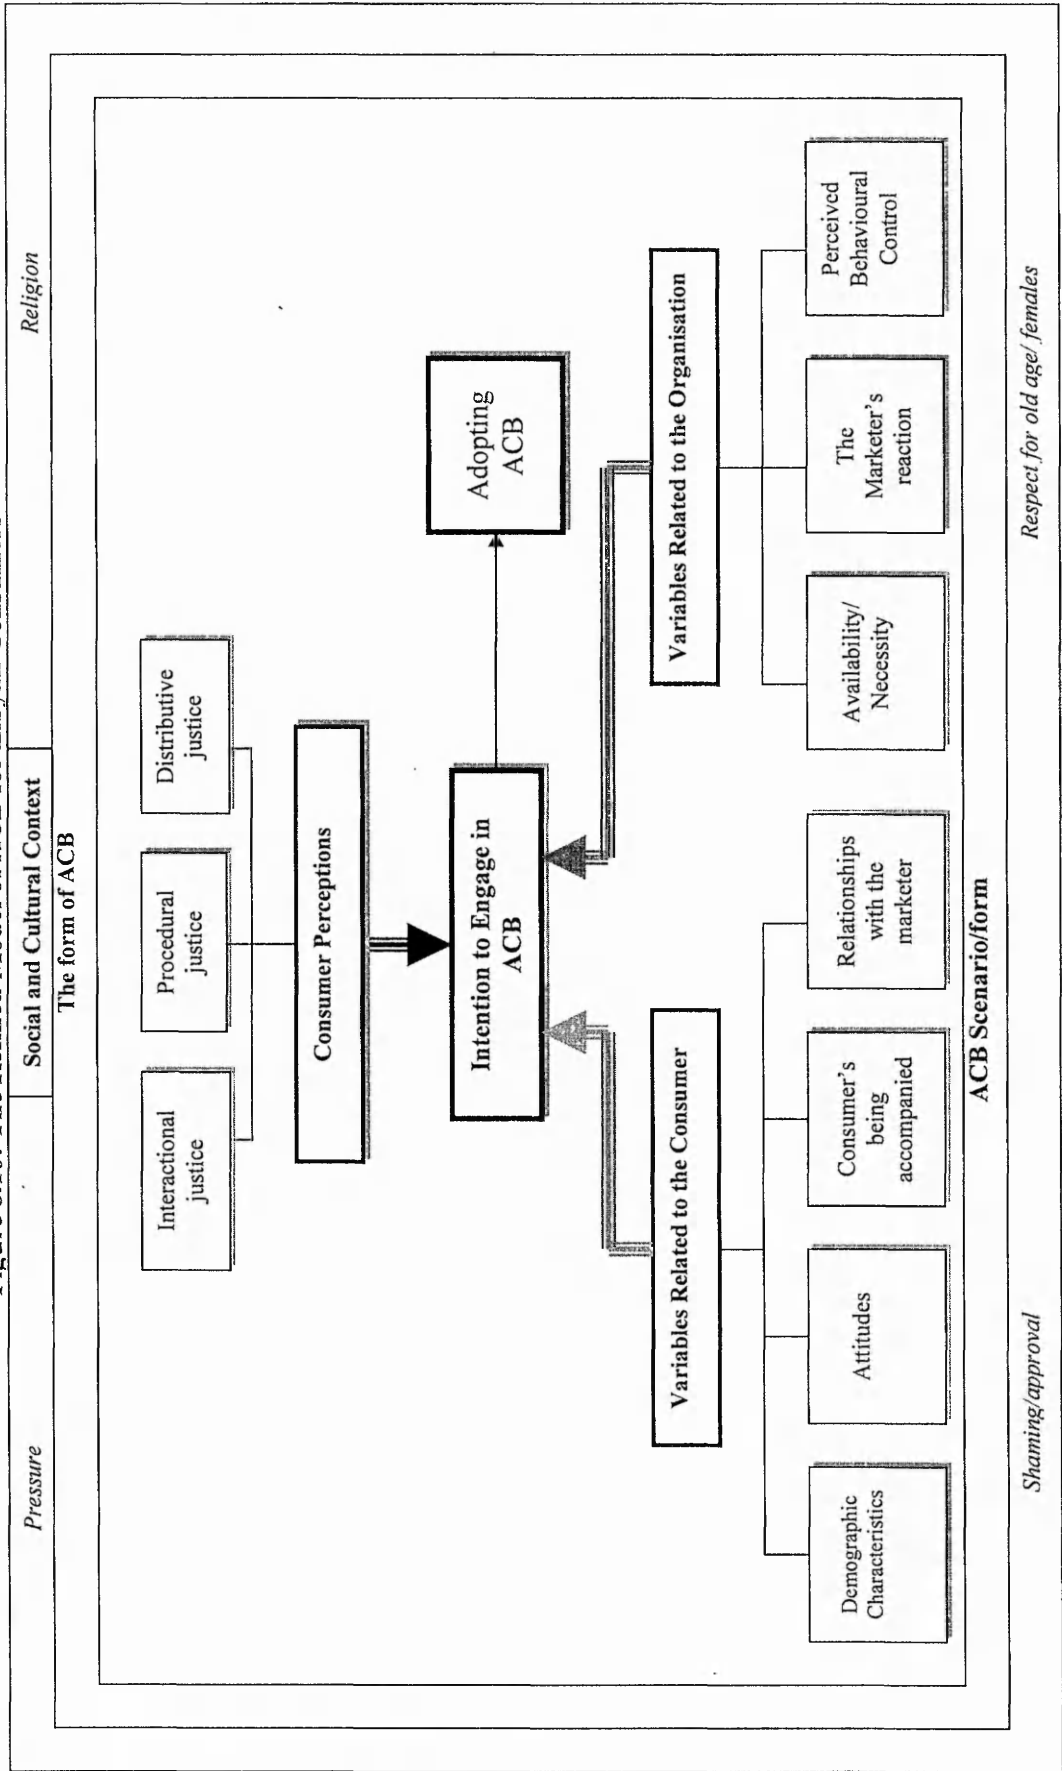 Social and Cultural Context
Pressure
Religion
The form of ACB
Interactional
justice
Procedural
justice
Distributive
justice
Consumer Perceptions
Intention to Engage in
ACB
Adopting
ACB
Variables Related to the Consumer
Variables Related to the Organisation
Demographic
Characteristics
Attitudes
Consumer's
being
accompanied
Relationships
with the
marketer
Availability/
Necessity
The
Marketer's
reaction
Perceived
Behavioural
Control
ACB Scenario/form
Shaming/approval
Respect for old age/ females